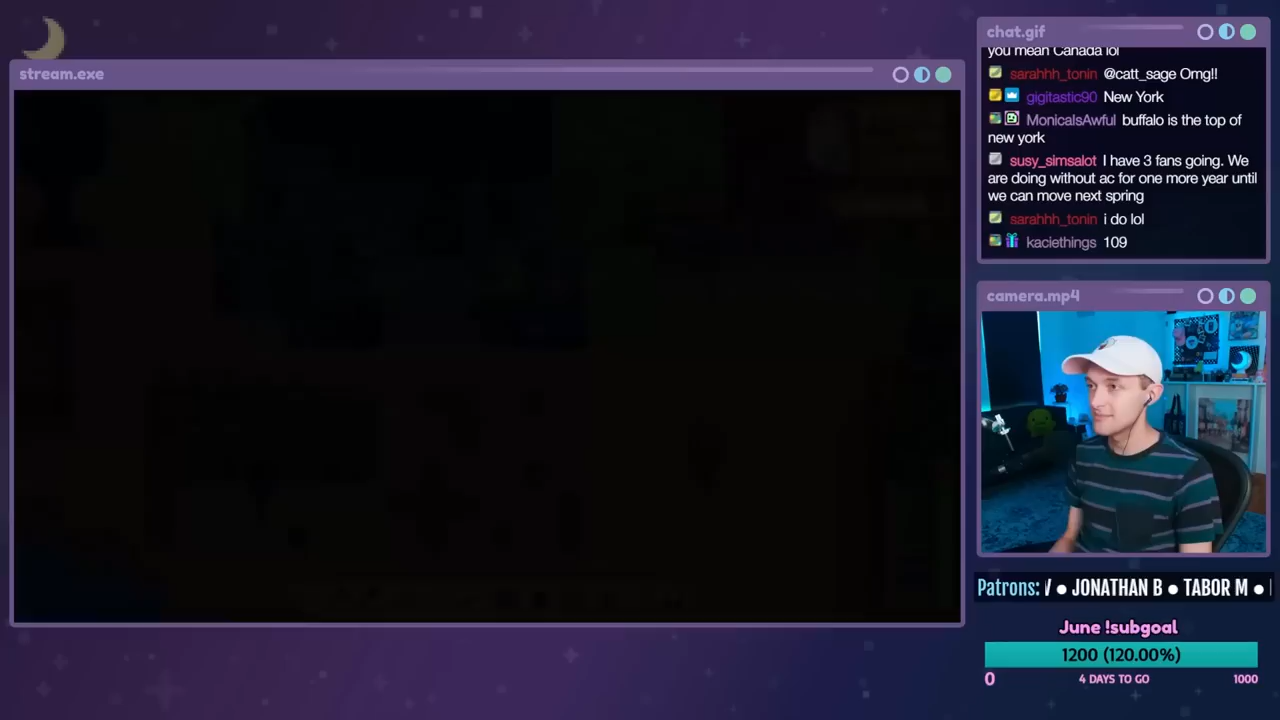 stream.exe
chat.gif
you mean Canada lol
sarahhh_tonin @catt_sage Omg!!
gigitastic90 New York
MonicaIsAwful buffalo is the top of
new york
susy_simsalot I have 3 fans going. We
are doing without ac for one more year until
we can move next spring
sarahhh_tonin i do lol
kaciethings 109
camera.mp4
Patrons: ● JONATHAN B ● TABOR M ●
June !subgoal
1200 (120.00%)
0 4 DAYS TO GO 1000